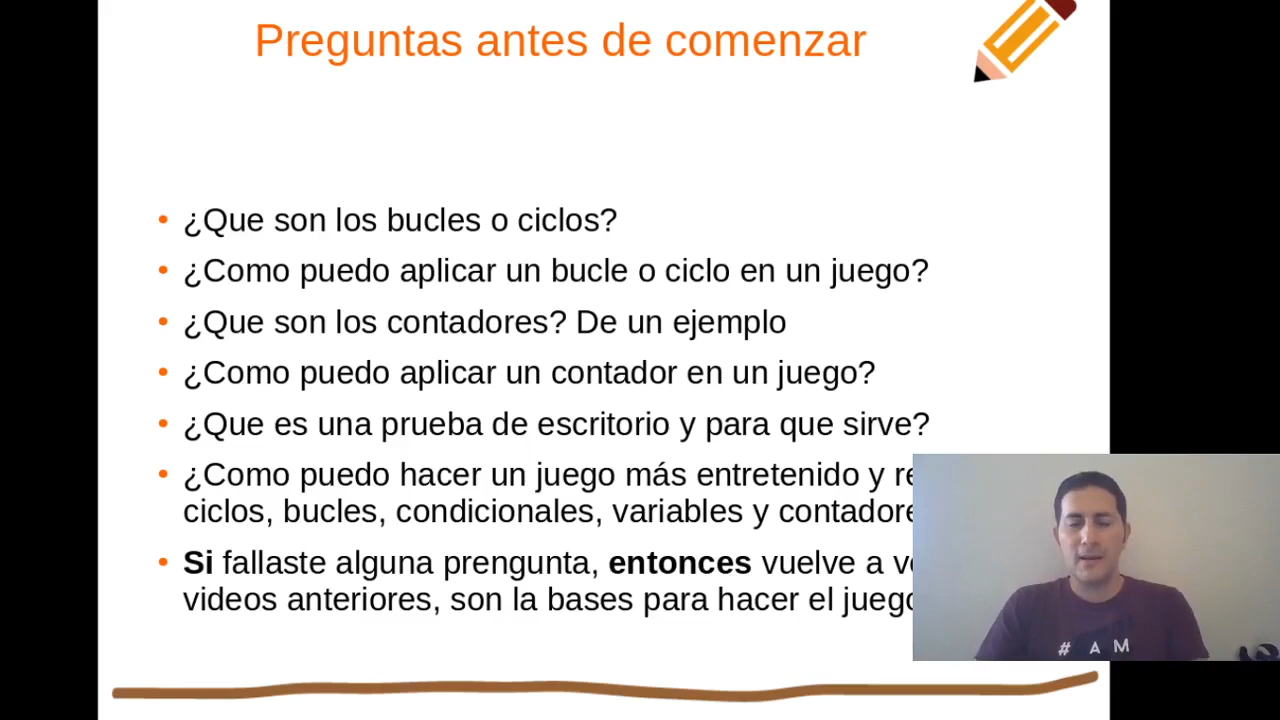 Preguntas antes de comenzar
¿Que son los bucles o ciclos?
¿Como puedo aplicar un bucle o ciclo en un juego?
¿Que son los contadores? De un ejemplo
¿Como puedo aplicar un contador en un juego?
¿Que es una prueba de escritorio y para que sirve?
¿Como puedo hacer un juego más entretenido y
ciclos, bucles, condicionales, variables y
Si fallaste alguna prengunta, entonces vuelve a
videos anteriores, son la bases para hacer el
# A M